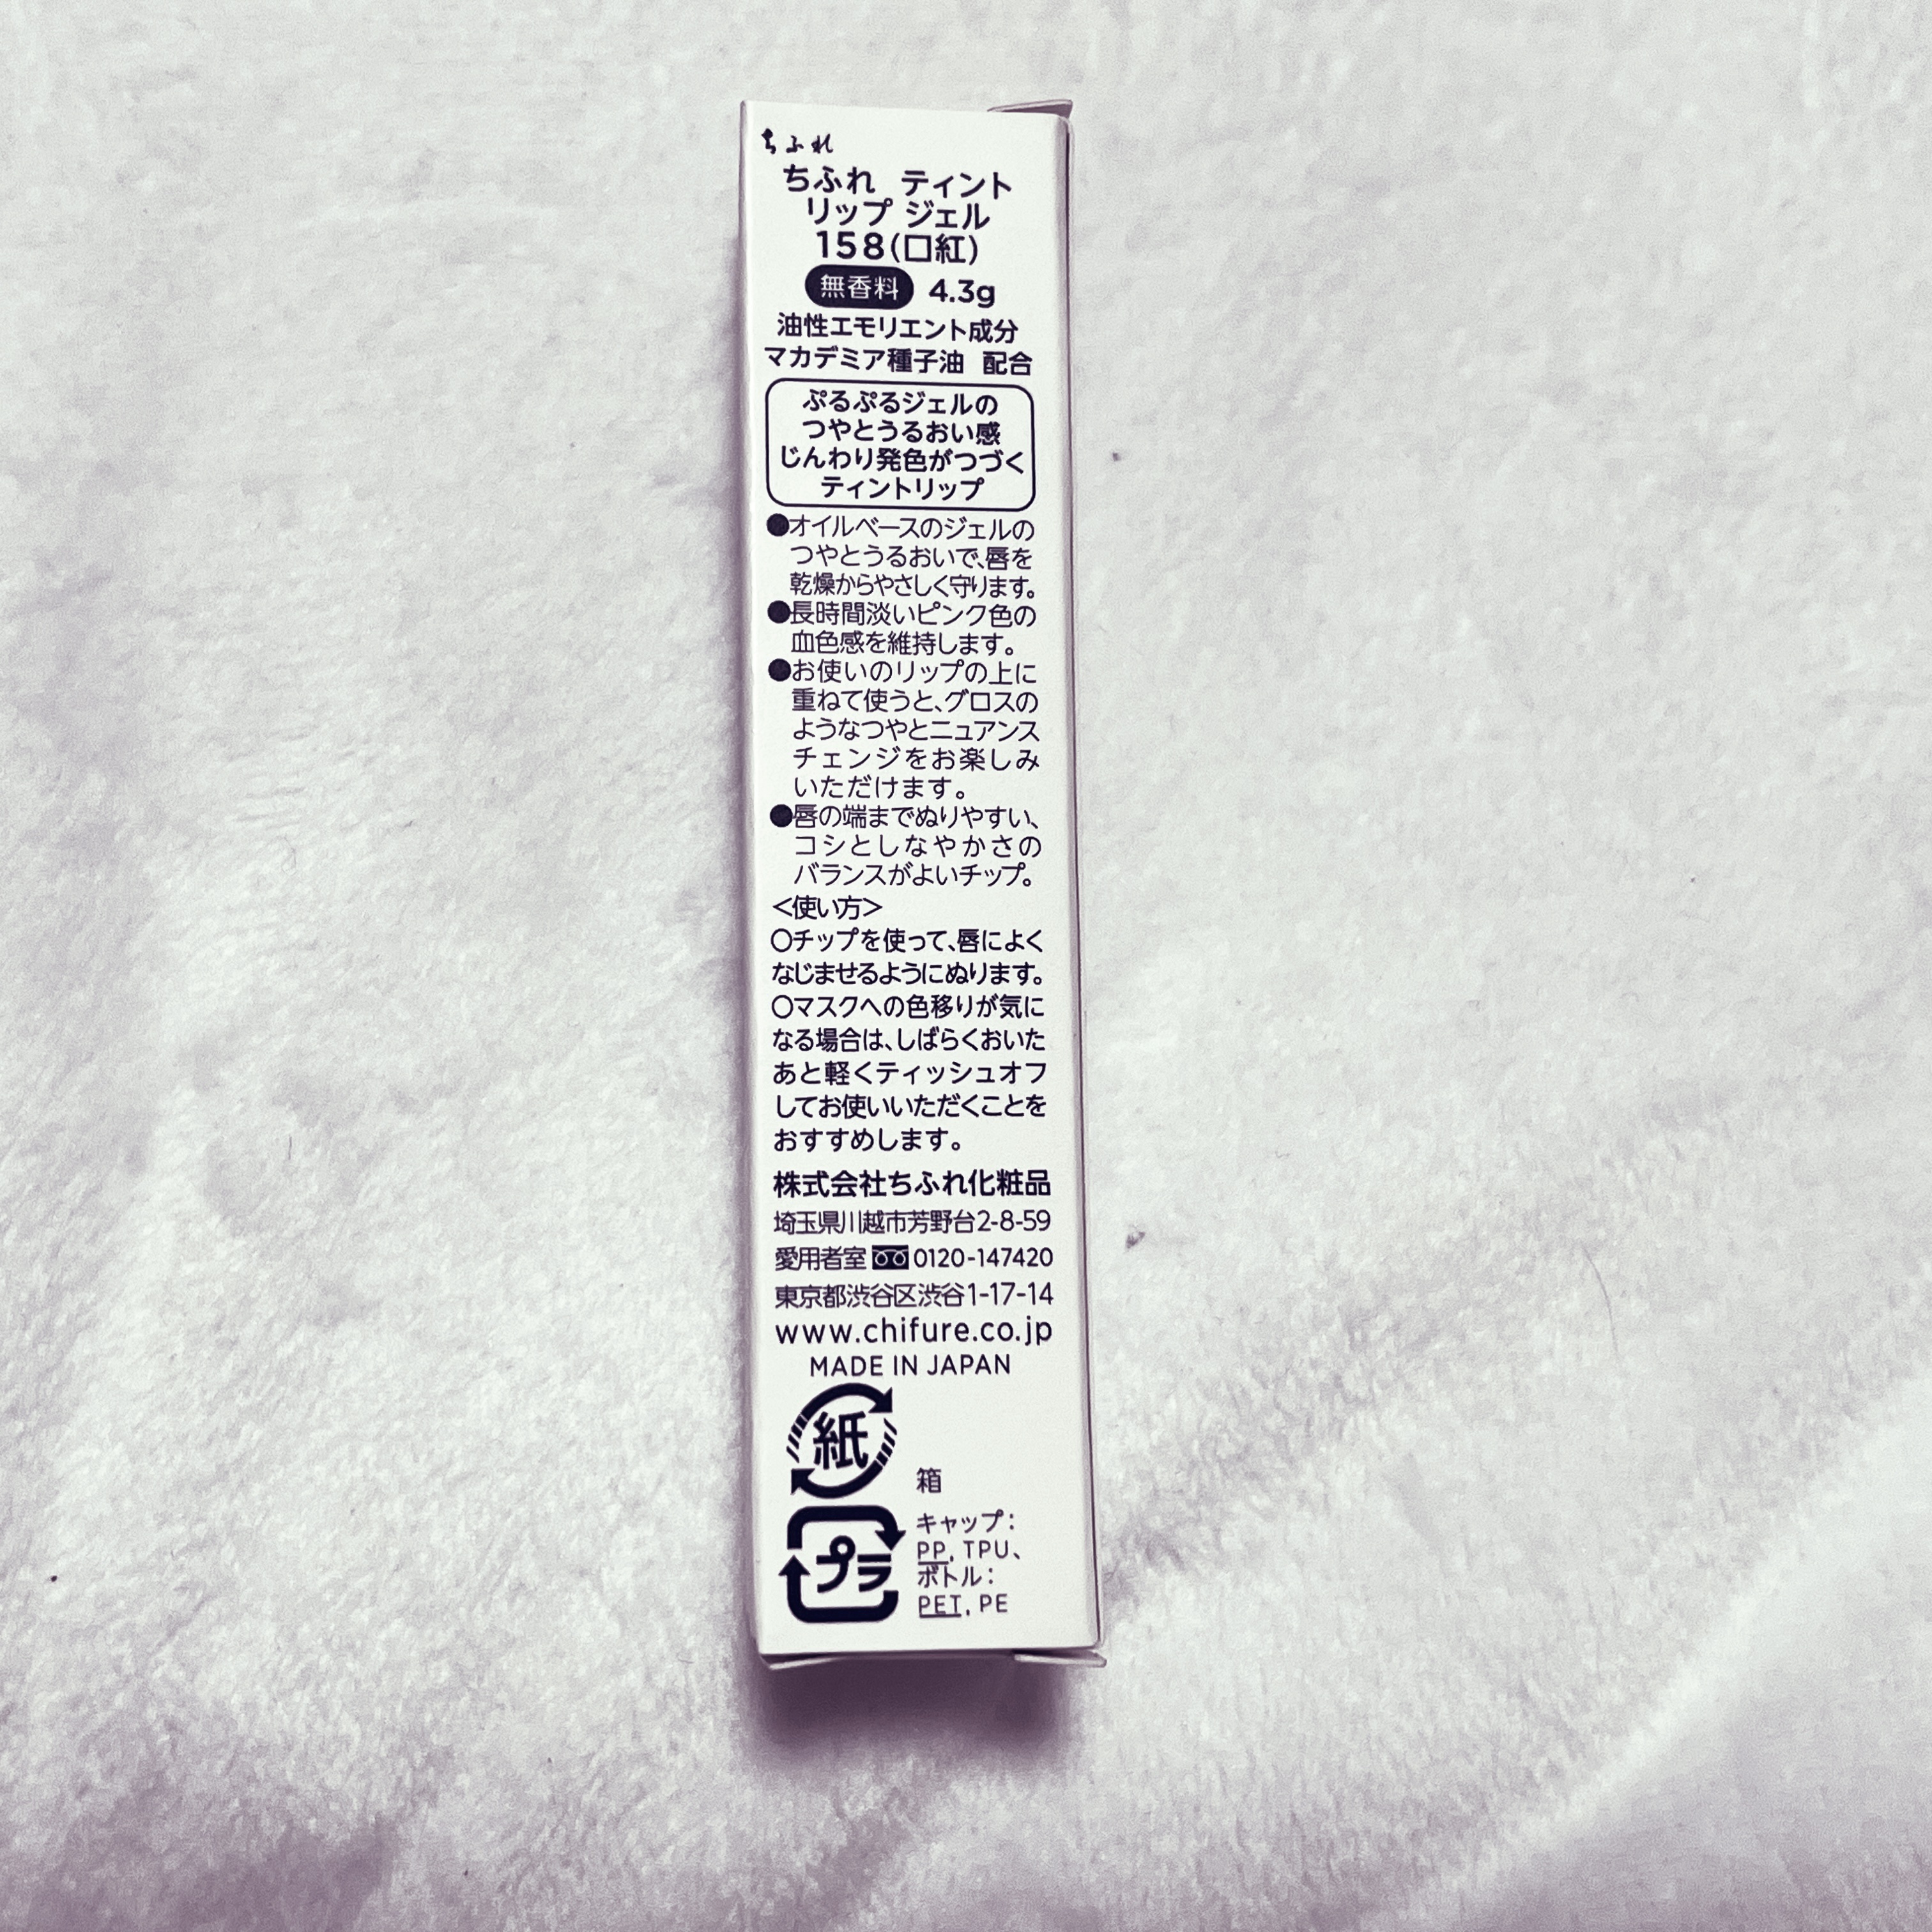 ちふれ
ちふれ ティント
リップ ジェル
158(口紅)
無香料 4.3g
油性エモリエント成分
マカデミア種子油 配合
ぷるぷるジェルの
つやとうるおい感
じんわり発色がつづく
ティントリップ
●オイルベースのジェルの
つやとうるおいで、唇を
乾燥からやさしく守ります。
●長時間淡いピンク色の
血色感を維持します。
●お使いのリップの上に
重ねて使うと、グロスの
ようなつやとニュアンス
チェンジをお楽しみ
いただけます。
●唇の端までぬりやすい、
コシとしなやかさの
バランスがよいチップ。
<使い方>
○チップを使って、唇によく
なじませるようにぬります。
○マスクへの色移りが気に
なる場合は、しばらくおいた
あと軽くティッシュオフ
してお使いいただくことを
おすすめします。
株式会社ちふれ化粧品
埼玉県川越市芳野台2-8-59
愛用者室 0120-147420
東京都渋谷区渋谷1-17-14
www.chifure.co.jp
MADE IN JAPAN
紙
箱
プラ
キャップ:
PP, TPU、
ボトル:
PET, PE